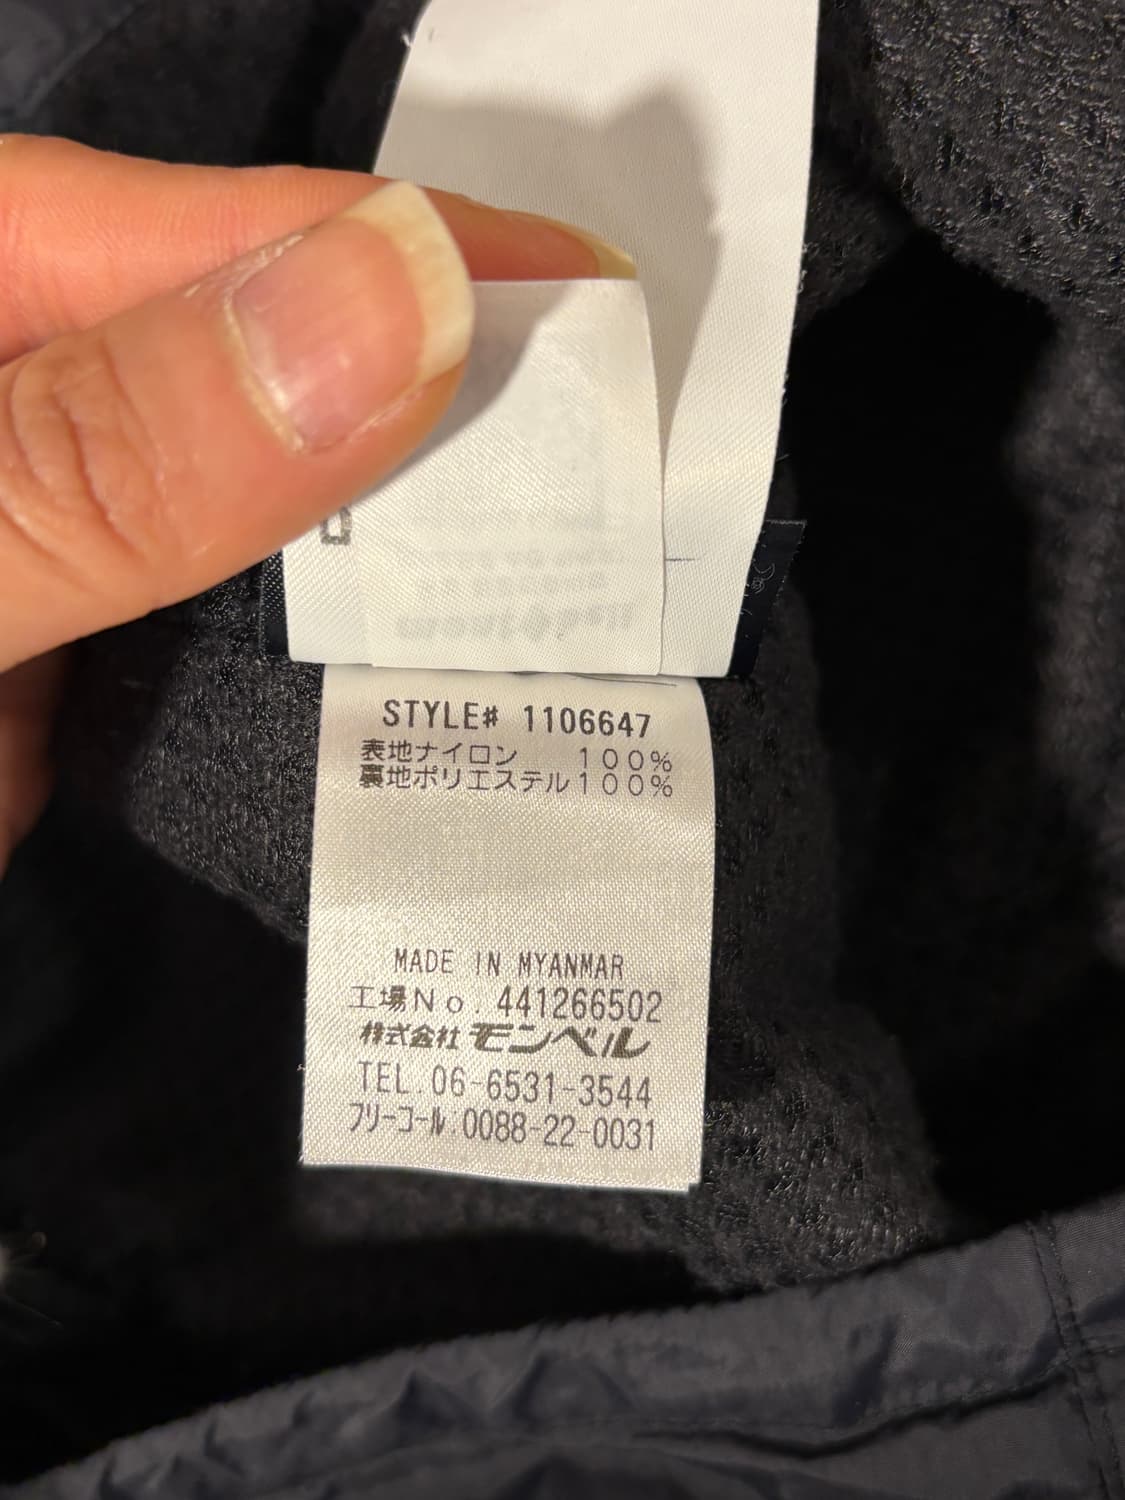 STYLE# 1106647
表地ナイロン 100%
裏地ポリエステル100%
MADE IN MYANMAR
工場No. 441266502
株式会社 モンベル
TEL. 06-6531-3544
フリーコール:0088-22-0031